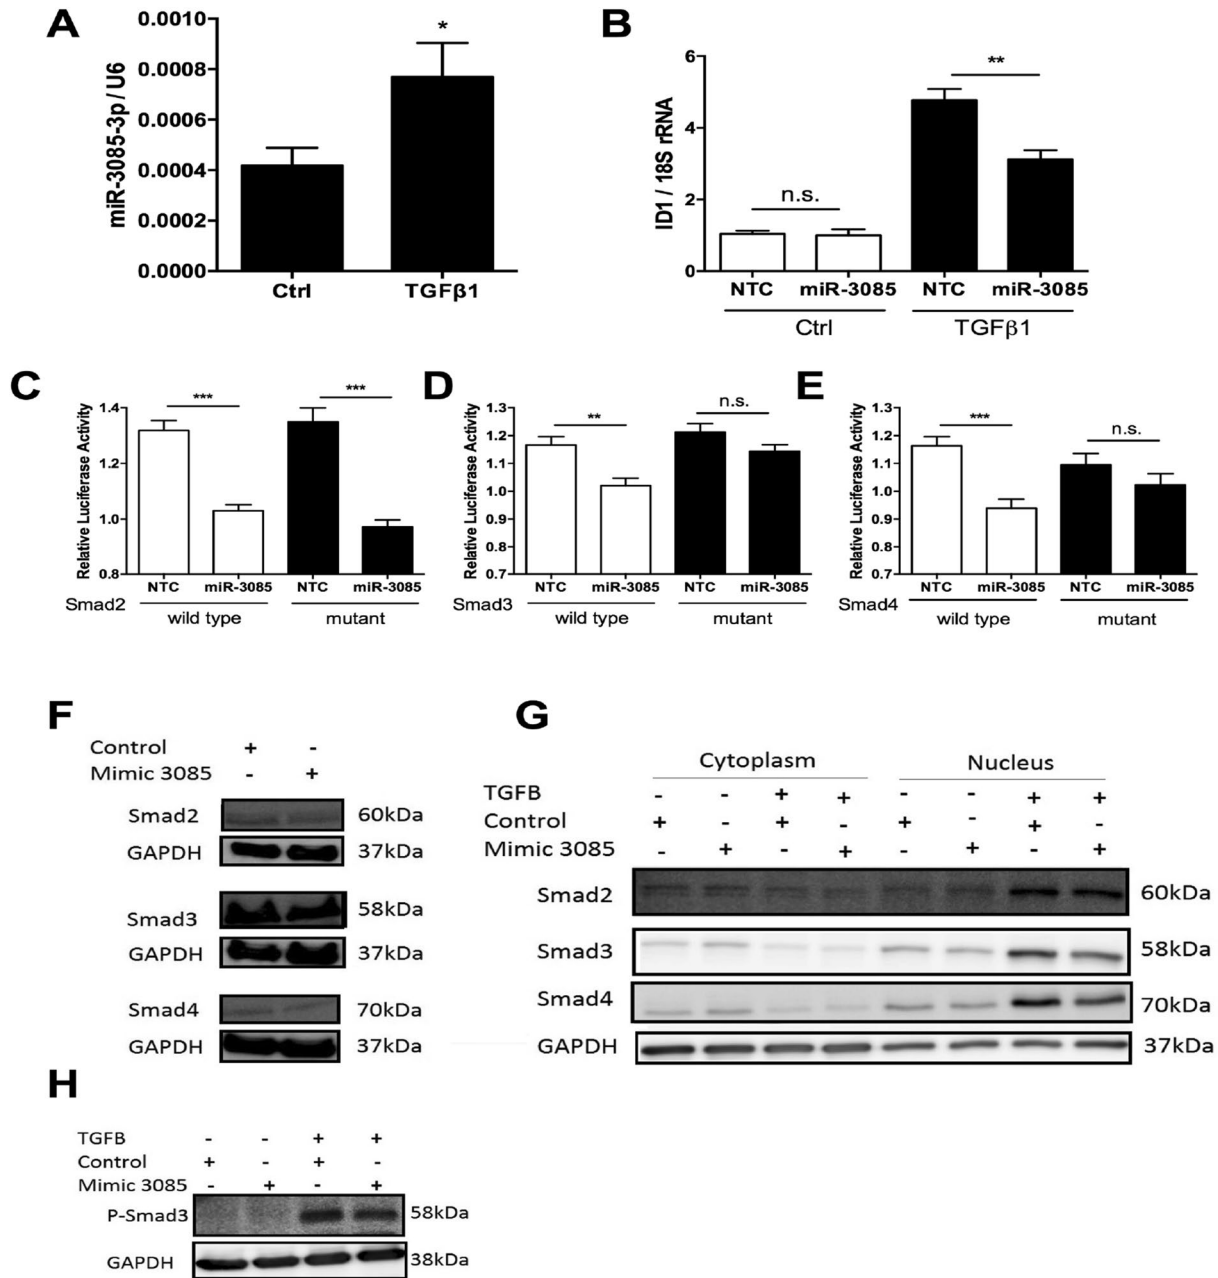 A
miR-3085-3p / U6
0.0010
0.0008
0.0006
0.0004
0.0002
0.0000
*
Ctrl TGFβ1
B
ID1 / 18S rRNA
6
4
2
0
n.s. **
NTC miR-3085 NTC miR-3085
Ctrl TGFβ1
C
Relative Luciferase Activity
1.4
1.2
1.0
0.8
*** ***
NTC miR-3085 NTC miR-3085
Smad2 wild type mutant
D
Relative Luciferase Activity
1.3
1.2
1.1
1.0
0.9
0.8
0.7
** n.s.
NTC miR-3085 NTC miR-3085
Smad3 wild type mutant
E
Relative Luciferase Activity
1.3
1.2
1.1
1.0
0.9
0.8
0.7
*** n.s.
NTC miR-3085 NTC miR-3085
Smad4 wild type mutant
F
Control + -
Mimic 3085 - +
Smad2 60kDa
GAPDH 37kDa
Smad3 58kDa
GAPDH 37kDa
Smad4 70kDa
GAPDH 37kDa
G
Cytoplasm Nucleus
TGFB - - + + - - + +
Control + - + - + - + -
Mimic 3085 - + - + - + - +
Smad2 60kDa
Smad3 58kDa
Smad4 70kDa
GAPDH 37kDa
H
TGFB - - + +
Control + - + -
Mimic 3085 - + - +
P-Smad3 58kDa
GAPDH 38kDa